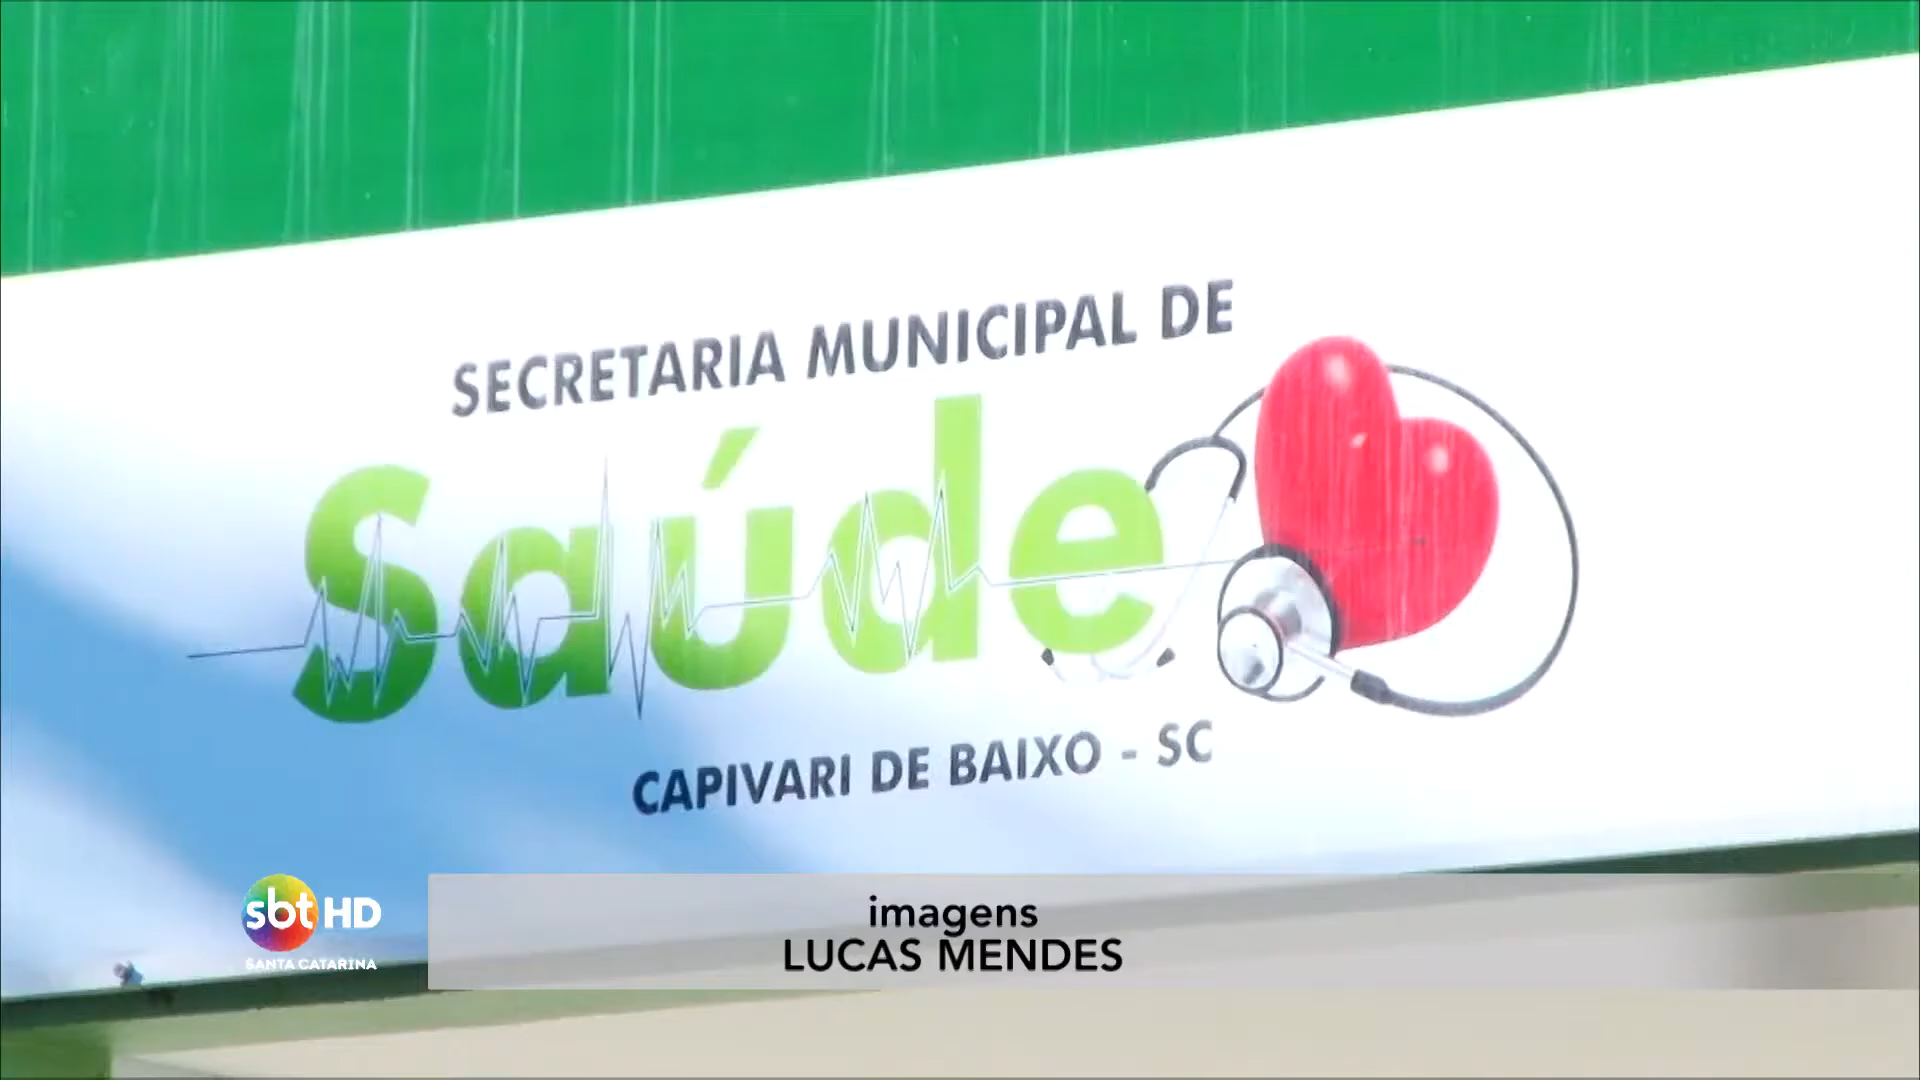 SECRETARIA MUNICIPAL DE
Saúde
CAPIVARI DE BAIXO - SC
sbt HD
SANTA CATARINA
imagens
LUCAS MENDES